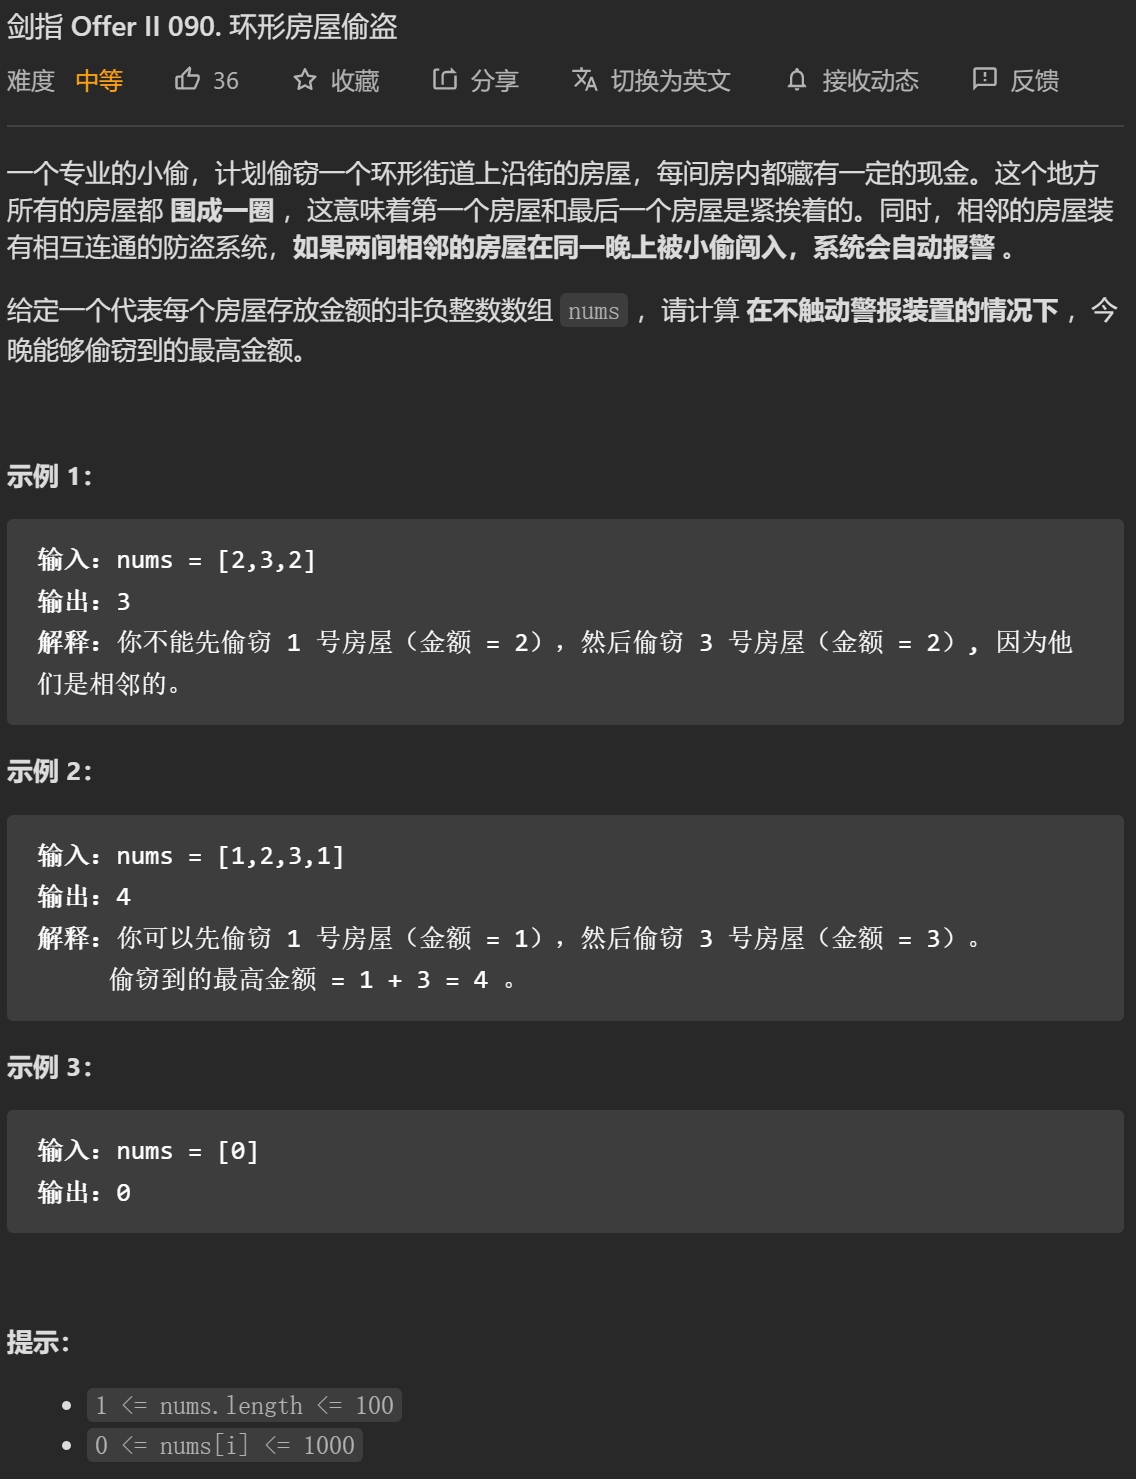 剑指 Offer II 090. 环形房屋偷盗
难度 中等 36 收藏 分享 切换为英文 接收动态 反馈
一个专业的小偷，计划偷窃一个环形街道上沿街的房屋，每间房内都藏有一定的现金。这个地方
所有的房屋都 围成一圈 ，这意味着第一个房屋和最后一个房屋是紧挨着的。同时，相邻的房屋装
有相互连通的防盗系统，如果两间相邻的房屋在同一晚上被小偷闯入，系统会自动报警 。
给定一个代表每个房屋存放金额的非负整数数组 nums ，请计算 在不触动警报装置的情况下 ，今
晚能够偷窃到的最高金额。
示例 1：
输入：nums = [2,3,2]
输出：3
解释：你不能先偷窃 1 号房屋（金额 = 2），然后偷窃 3 号房屋（金额 = 2）, 因为他
们是相邻的。
示例 2：
输入：nums = [1,2,3,1]
输出：4
解释：你可以先偷窃 1 号房屋（金额 = 1），然后偷窃 3 号房屋（金额 = 3）。
偷窃到的最高金额 = 1 + 3 = 4 。
示例 3：
输入：nums = [0]
输出：0
提示：
• 1 <= nums.length <= 100
• 0 <= nums[i] <= 1000